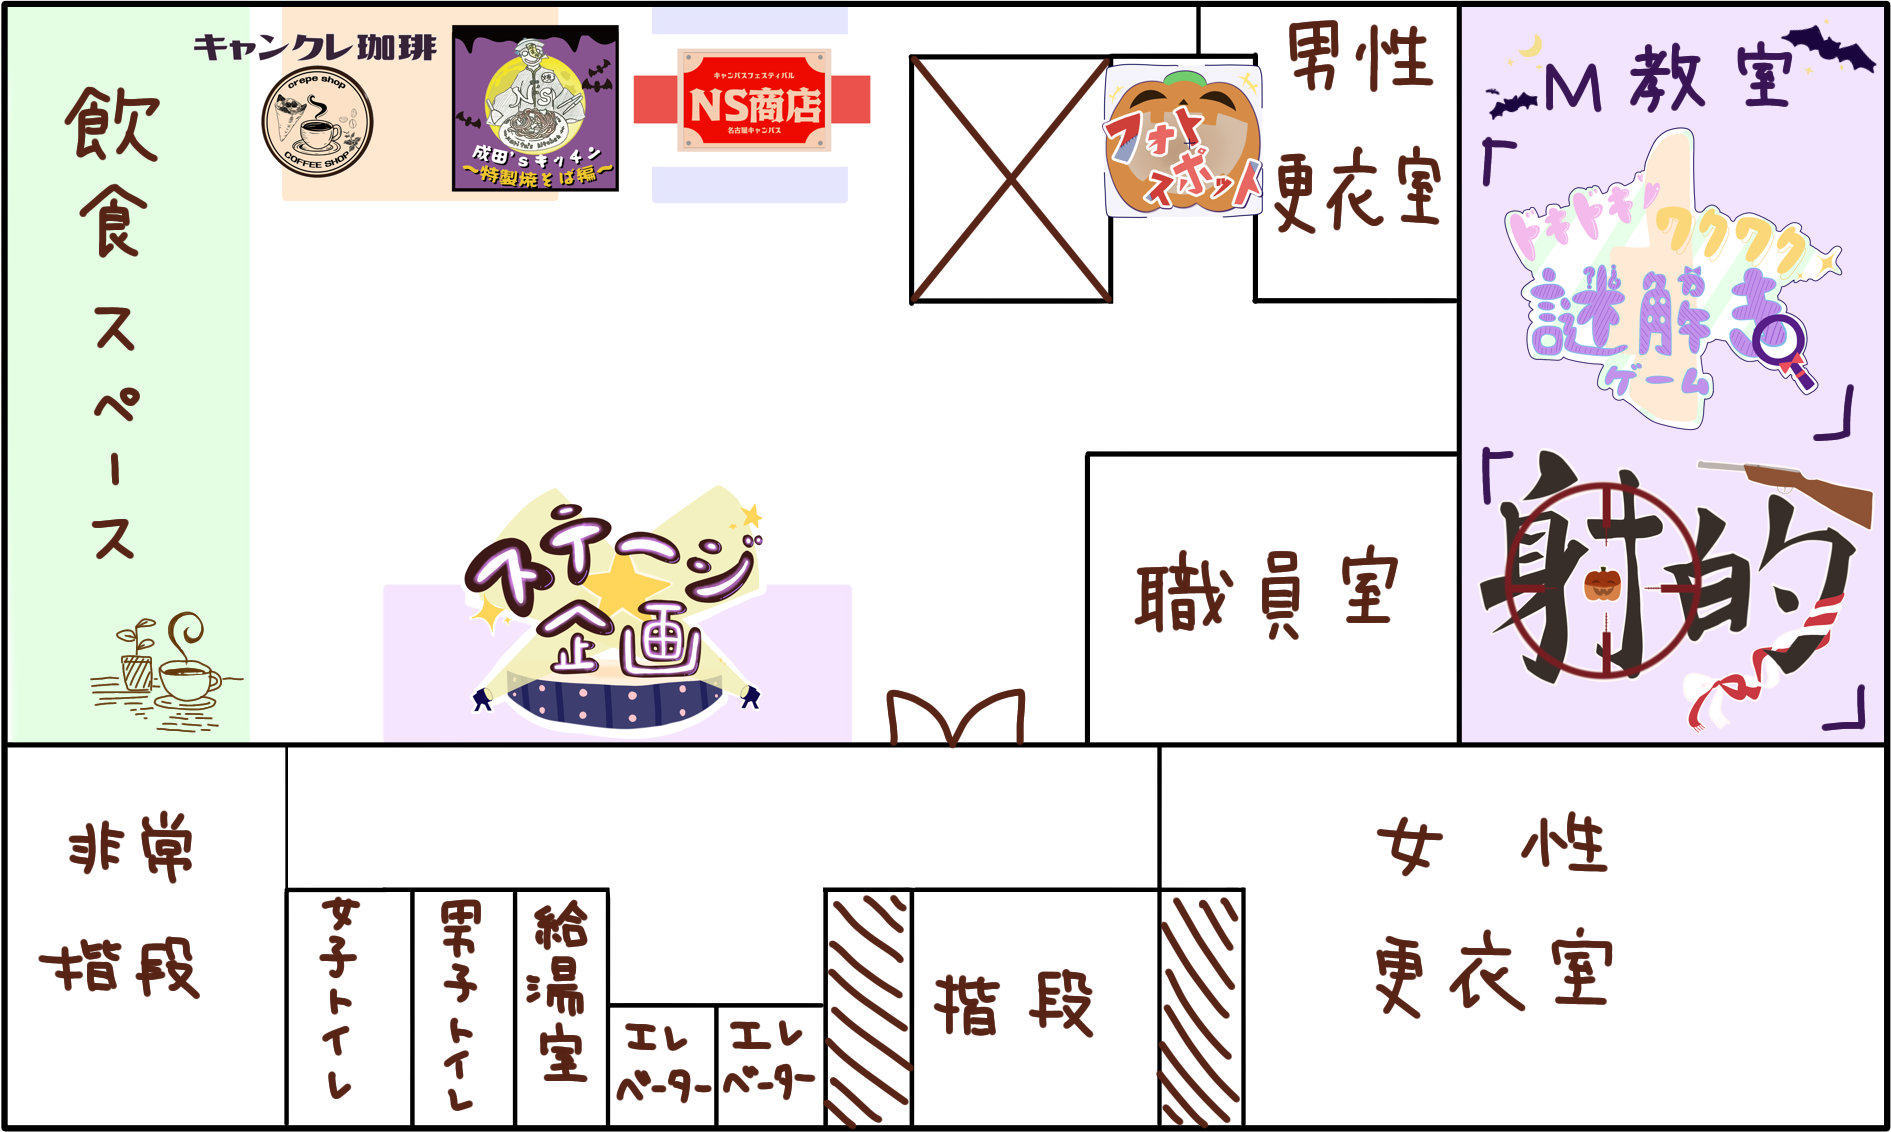 飲食スペース
キャンクレ珈琲
crepe shop
COFFEE SHOP
成田'sキッチン
〜特製焼そば編〜
キャンパスフェスティバル
NS商店
名古屋キャンパス
フォト
スポット
男性
更衣室
M教室
「ドキドキ ワクワク
謎解き
ゲーム」
「射的」
ステージ
企画
職員室
非常
階段
女子トイレ
男子トイレ
給湯室
エレ
ベーター
エレ
ベーター
階段
女性
更衣室